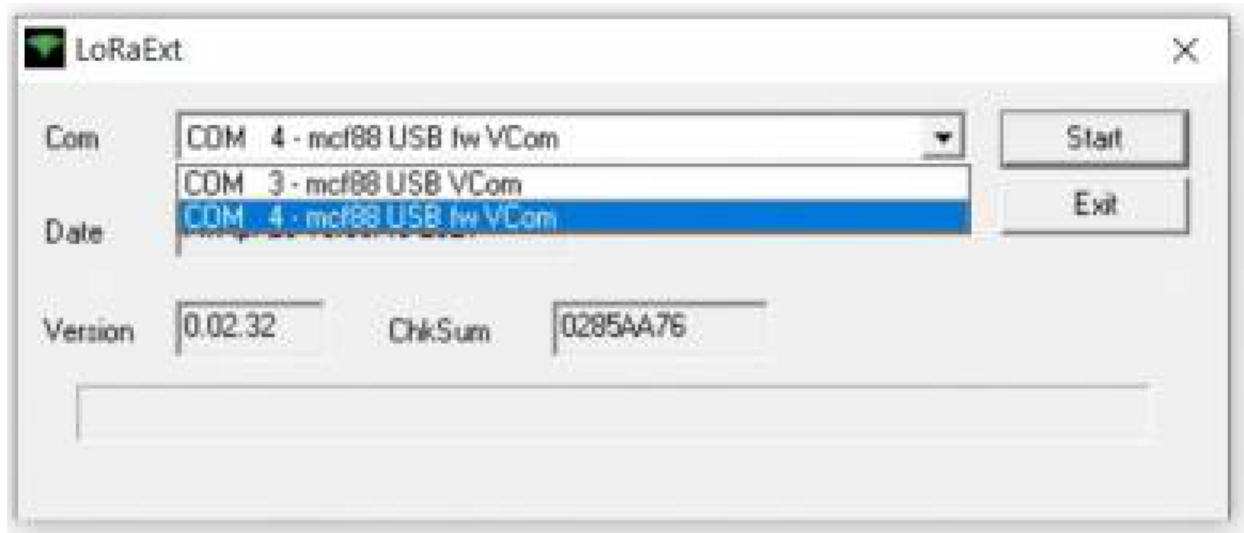 LoRaExt
Com COM 4 - mcf88 USB fw VCom Start
COM 3 - mcf88 USB VCom
COM 4 - mcf88 USB fw VCom Exit
Date
Version 0.02.32 ChkSum 0285AA76